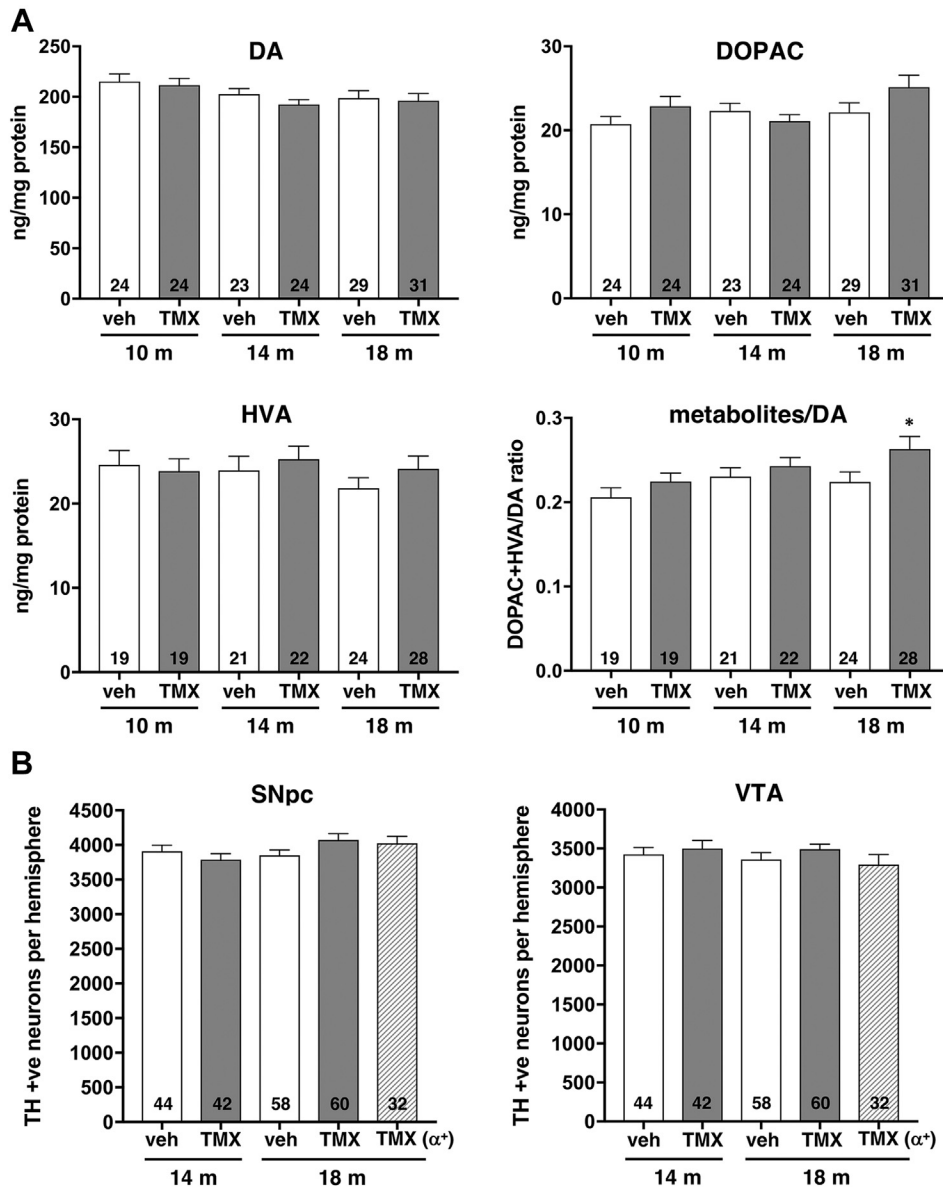 A
DA
ng/mg protein
250
200
150
100
50
0
24 24 23 24 29 31
veh TMX veh TMX veh TMX
10 m 14 m 18 m
DOPAC
ng/mg protein
30
20
10
0
24 24 23 24 29 31
veh TMX veh TMX veh TMX
10 m 14 m 18 m
HVA
ng/mg protein
30
20
10
0
19 19 21 22 24 28
veh TMX veh TMX veh TMX
10 m 14 m 18 m
metabolites/DA
DOPAC+HVA/DA ratio
0.3
0.2
0.1
0.0
*
19 19 21 22 24 28
veh TMX veh TMX veh TMX
10 m 14 m 18 m
B
SNpc
TH +ve neurons per hemisphere
4500
4000
3500
3000
2500
2000
1500
1000
500
0
44 42 58 60 32
veh TMX veh TMX TMX (α⁺)
14 m 18 m
VTA
TH +ve neurons per hemisphere
4000
3500
3000
2500
2000
1500
1000
500
0
44 42 58 60 32
veh TMX veh TMX TMX (α⁺)
14 m 18 m